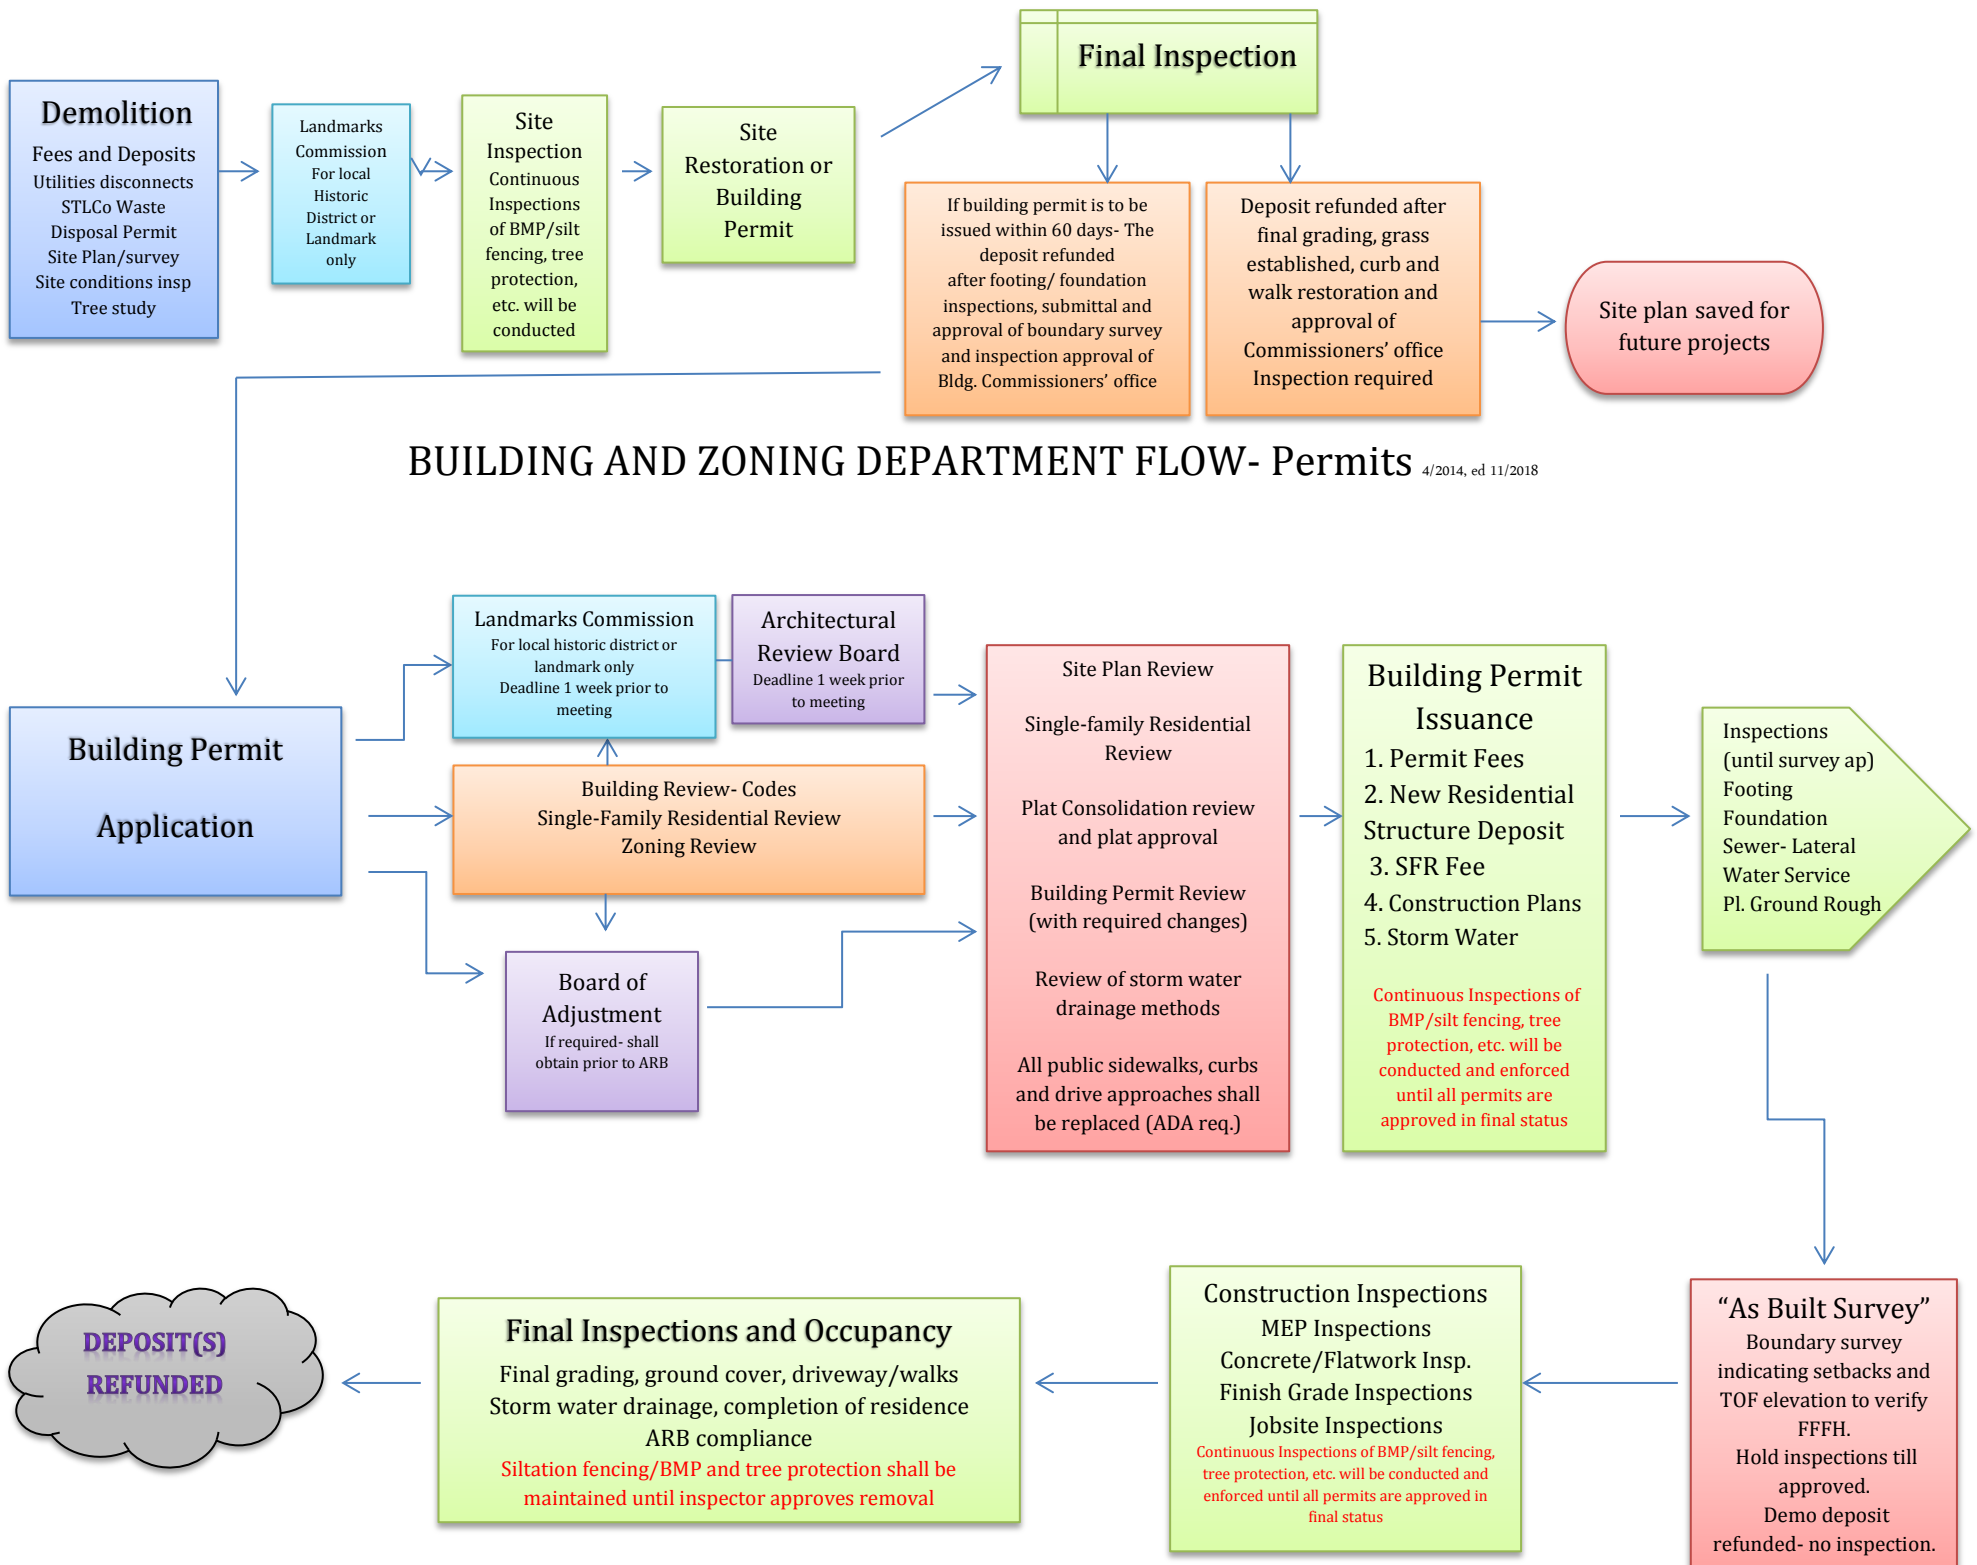 Final Inspection
Demolition
Fees and Deposits
Utilities disconnects
STLCo Waste
Disposal Permit
Site Plan/survey
Site conditions insp
Tree study
Landmarks
Commission
For local
Historic
District or
Landmark
only
Site
Inspection
Continuous
Inspections
of BMP/silt
fencing, tree
protection,
etc. will be
conducted
Site
Restoration or
Building
Permit
If building permit is to be
issued within 60 days- The
deposit refunded
after footing/ foundation
inspections, submittal and
approval of boundary survey
and inspection approval of
Bldg. Commissioners’ office
Deposit refunded after
final grading, grass
established, curb and
walk restoration and
approval of
Commissioners’ office
Inspection required
Site plan saved for
future projects
BUILDING AND ZONING DEPARTMENT FLOW- Permits 4/2014, ed 11/2018
Building Permit
Application
Landmarks Commission
For local historic district or
landmark only
Deadline 1 week prior to
meeting
Architectural
Review Board
Deadline 1 week prior
to meeting
Building Review- Codes
Single-Family Residential Review
Zoning Review
Board of
Adjustment
If required- shall
obtain prior to ARB
Site Plan Review
Single-family Residential
Review
Plat Consolidation review
and plat approval
Building Permit Review
(with required changes)
Review of storm water
drainage methods
All public sidewalks, curbs
and drive approaches shall
be replaced (ADA req.)
Building Permit
Issuance
1. Permit Fees
2. New Residential
Structure Deposit
3. SFR Fee
4. Construction Plans
5. Storm Water
Continuous Inspections of
BMP/silt fencing, tree
protection, etc. will be
conducted and enforced
until all permits are
approved in final status
Inspections
(until survey ap)
Footing
Foundation
Sewer- Lateral
Water Service
Pl. Ground Rough
“As Built Survey”
Boundary survey
indicating setbacks and
TOF elevation to verify
FFFH.
Hold inspections till
approved.
Demo deposit
refunded- no inspection.
Construction Inspections
MEP Inspections
Concrete/Flatwork Insp.
Finish Grade Inspections
Jobsite Inspections
Continuous Inspections of BMP/silt fencing,
tree protection, etc. will be conducted and
enforced until all permits are approved in
final status
Final Inspections and Occupancy
Final grading, ground cover, driveway/walks
Storm water drainage, completion of residence
ARB compliance
Siltation fencing/BMP and tree protection shall be
maintained until inspector approves removal
DEPOSIT(S)
REFUNDED